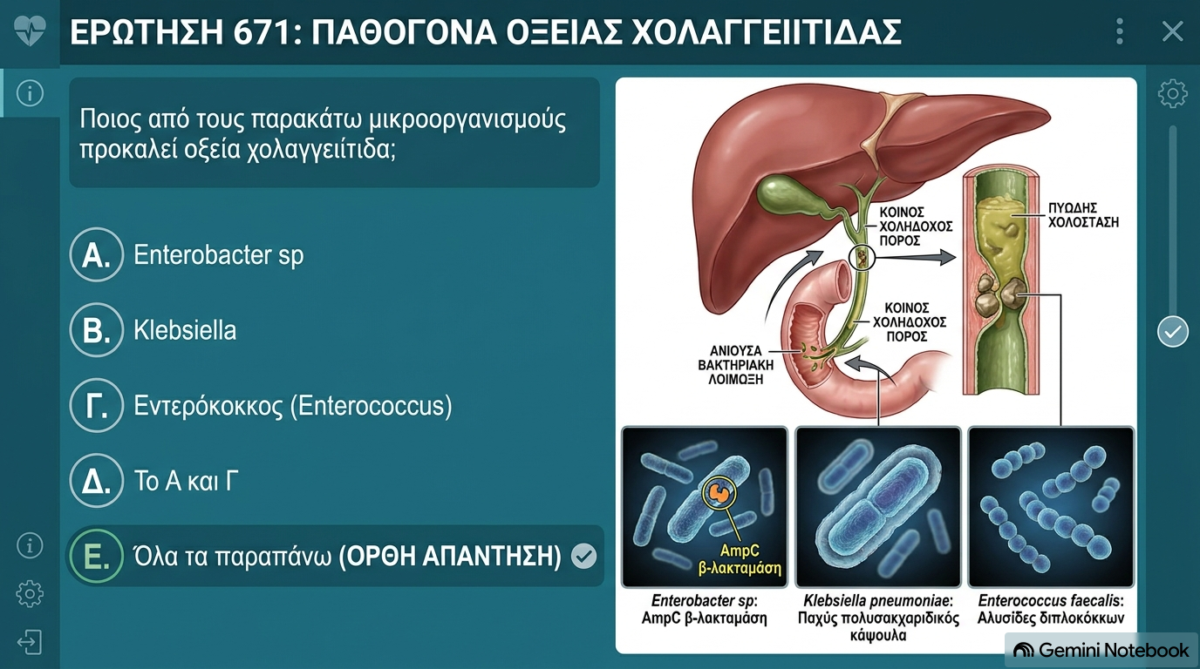 ΕΡΩΤΗΣΗ 671: ΠΑΘΟΓΟΝΑ ΟΞΕΙΑΣ ΧΟΛΑΓΓΕΙΙΤΙΔΑΣ
Ποιος από τους παρακάτω μικροοργανισμούς
προκαλεί οξεία χολαγγειίτιδα;
Α. Enterobacter sp
Β. Klebsiella
Γ. Εντερόκοκκος (Enterococcus)
Δ. Το Α και Γ
Ε. Όλα τα παραπάνω (ΟΡΘΗ ΑΠΑΝΤΗΣΗ)
ΚΟΙΝΟΣ
ΧΟΛΗΔΟΧΟΣ
ΠΟΡΟΣ
ΠΥΩΔΗΣ
ΧΟΛΟΣΤΑΣΗ
ΚΟΙΝΟΣ
ΧΟΛΗΔΟΧΟΣ
ΠΟΡΟΣ
ΑΝΙΟΥΣΑ
ΒΑΚΤΗΡΙΑΚΗ
ΛΟΙΜΩΞΗ
AmpC
β-λακταμάση
Enterobacter sp:
AmpC β-λακταμάση
Klebsiella pneumoniae:
Παχύς πολυσακχαριδικός
κάψουλα
Enterococcus faecalis:
Αλυσίδες διπλοκόκκων
Gemini Notebook